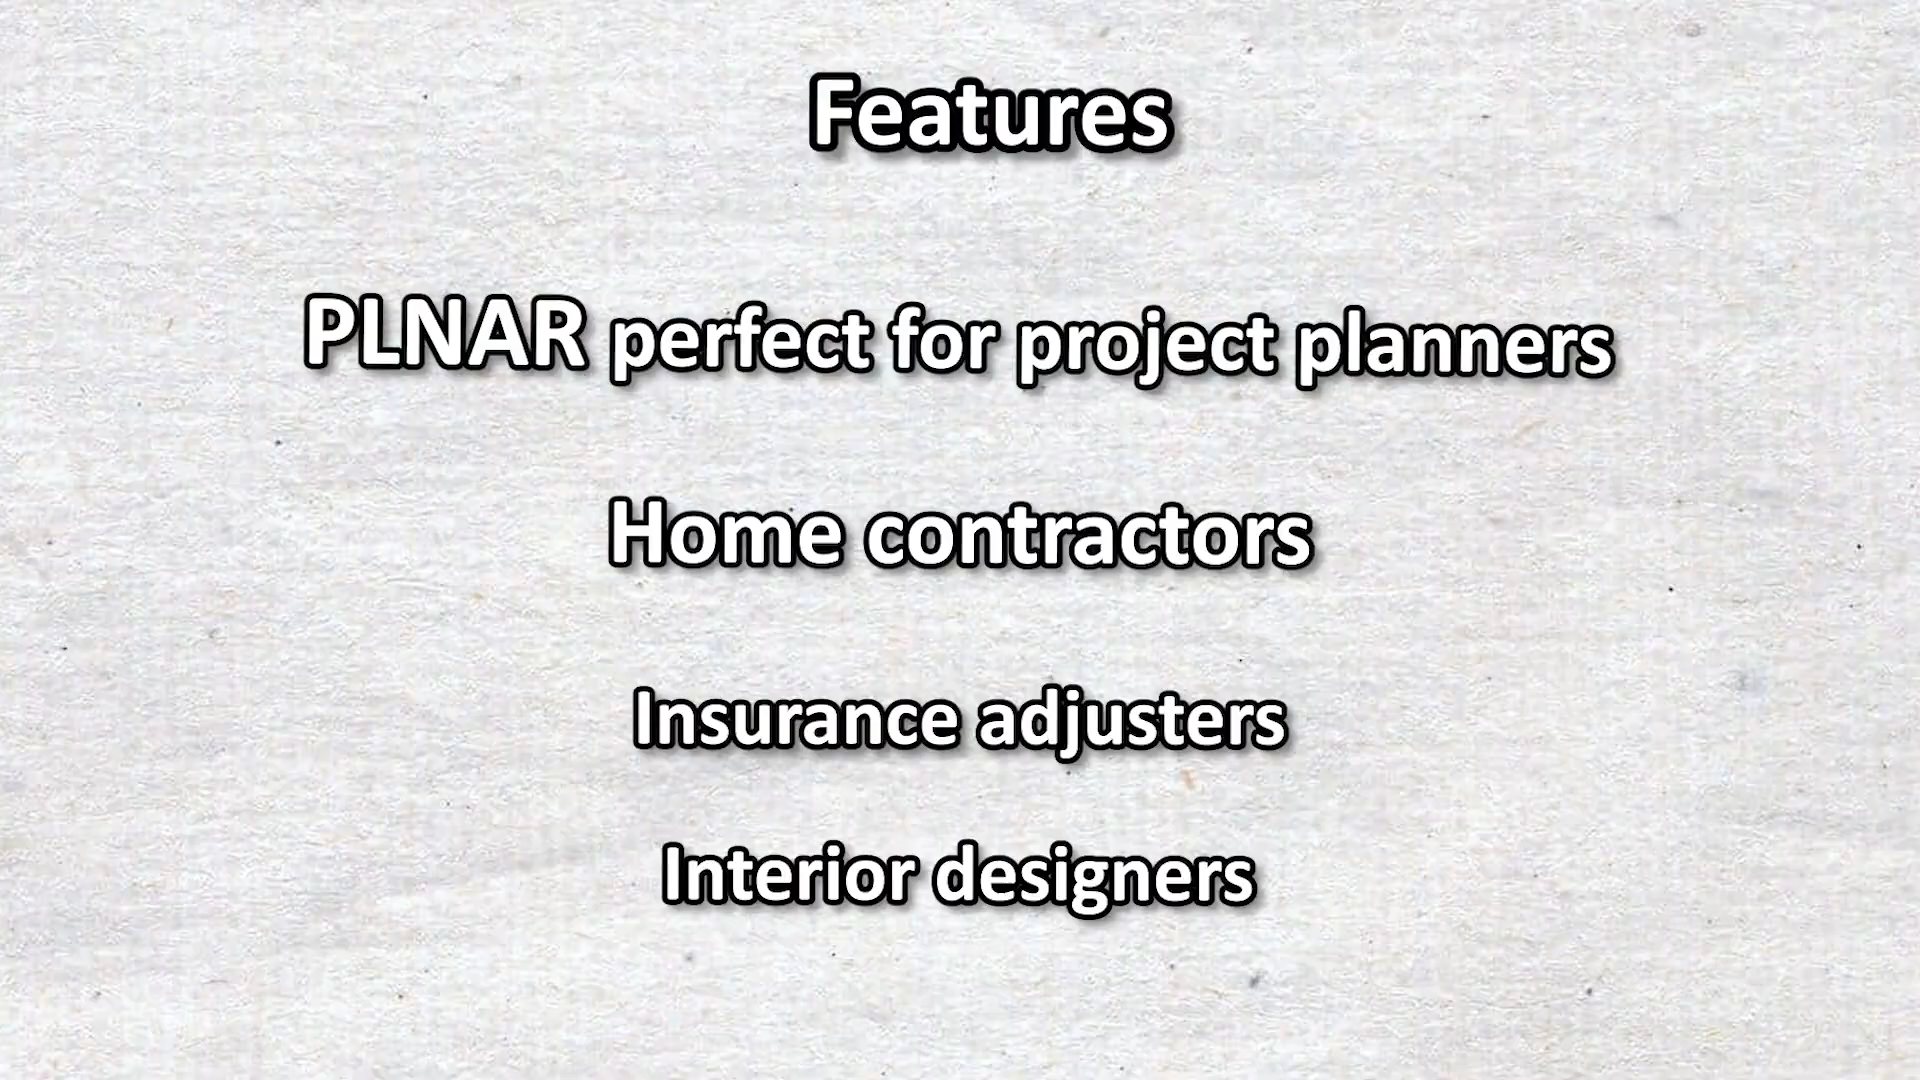 Features
PLNAR perfect for project planners
Home contractors
Insurance adjusters
Interior designers